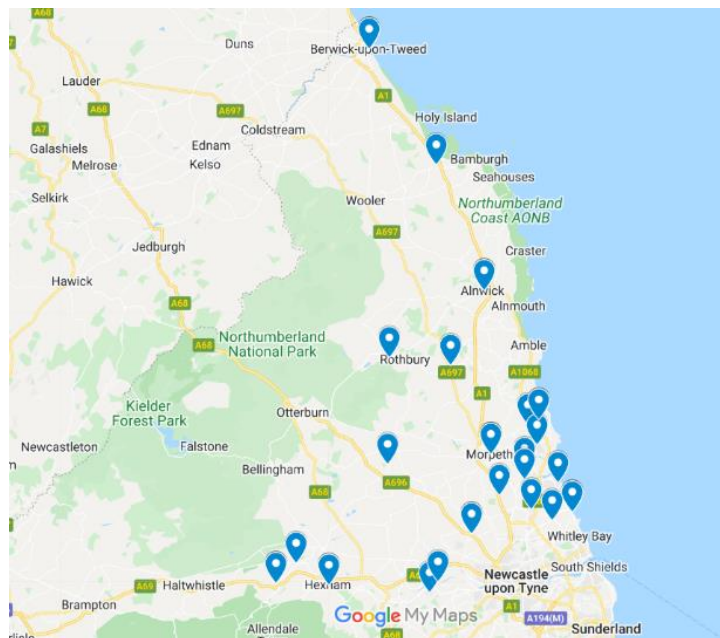 A68
Duns
Berwick-upon-Tweed
Lauder
A1
A697
A68
Holy Island
A7
Coldstream
Galashiels
Ednam
Melrose
Kelso
Bamburgh
Seahouses
Selkirk
Wooler
Northumberland
Coast AONB
A697
Jedburgh
Craster
Hawick
Alnwick
A68
Alnmouth
Northumberland
National Park
A68
Amble
Rothbury
A697
A1068
A1
Kielder
Forest Park
Otterburn
Newcastleton
Falstone
Morpeth
Bellingham
A68
A696
Whitley Bay
A69
Haltwhistle
Hexham
Newcastle
upon Tyne
South Shields
Brampton
A1
Google My Maps
A194(M)
Allendale
Sunderland
A68